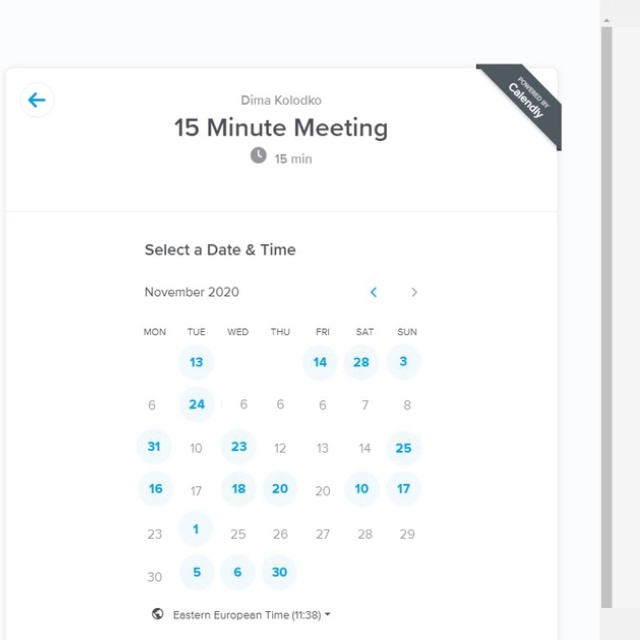 Dima Kolodko
15 Minute Meeting
15 min
POWERED BY
Calendly
Select a Date & Time
November 2020
MON TUE WED THU FRI SAT SUN
13 14 28 3
6 24 6 6 6 7 8
31 10 23 12 13 14 25
16 17 18 20 20 10 17
23 1 25 26 27 28 29
30 5 6 30
Eastern European Time (11:38)